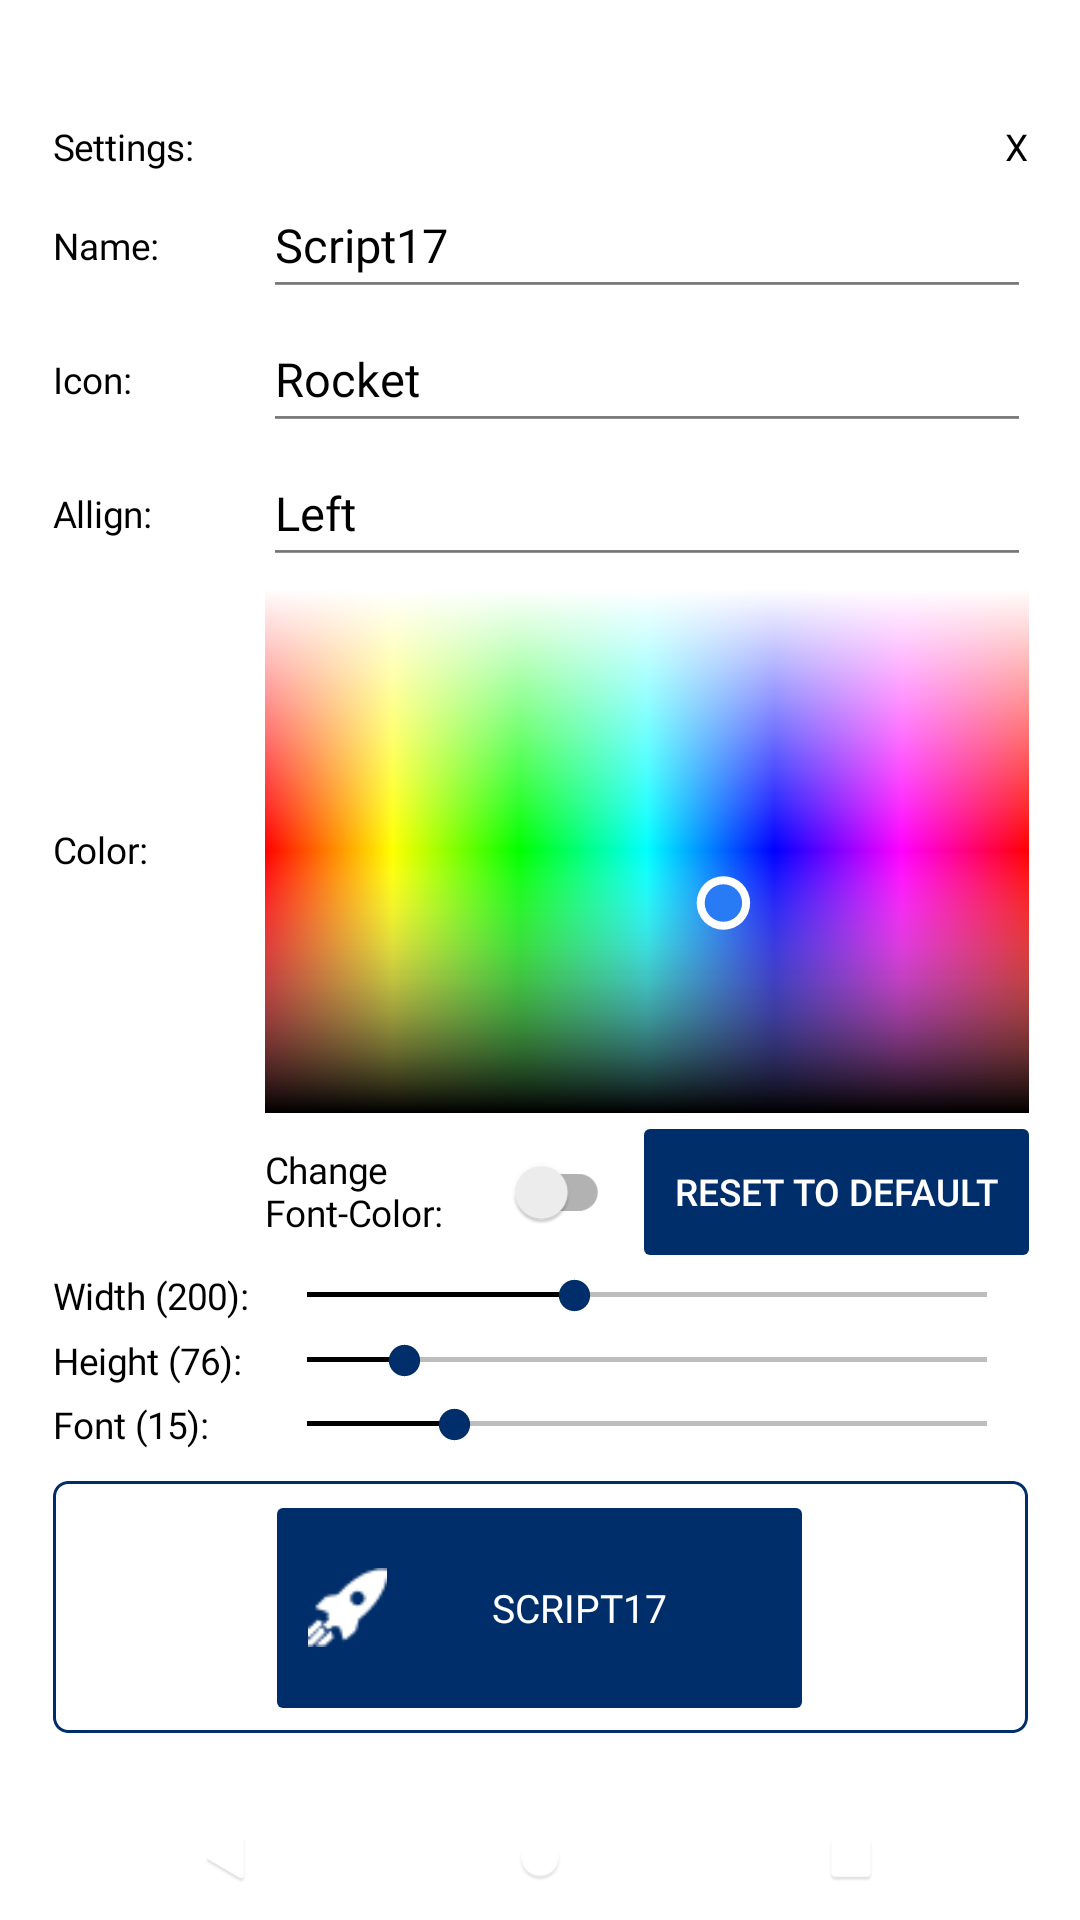 Settings:
X
Name:
Script17
Icon:
Rocket
Allign:
Left
Color:
Change
Font-Color:
RESET TO DEFAULT
Width (200):
Height (76):
Font (15):
SCRIPT17